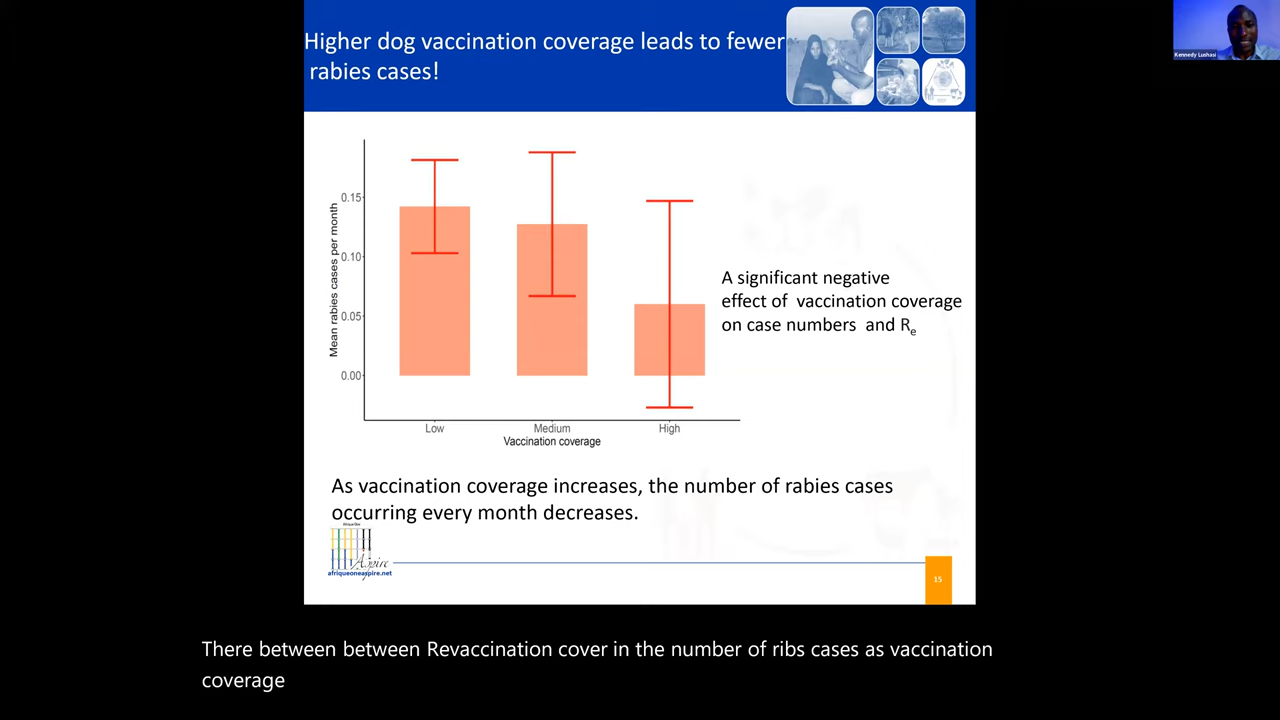 Higher dog vaccination coverage leads to fewer
rabies cases!
Kennedy Lushasi
Mean rabies cases per month
0.15
0.10
0.05
0.00
Low
Medium
High
Vaccination coverage
A significant negative
effect of vaccination coverage
on case numbers and Re
As vaccination coverage increases, the number of rabies cases
occurring every month decreases.
Afrique One
Aspire
afriqueoneaspire.net
15
There between between Revaccination cover in the number of ribs cases as vaccination
coverage